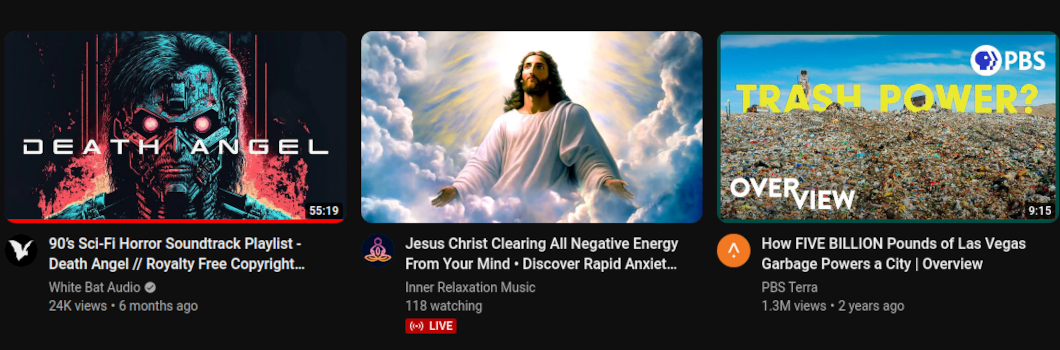 DEATH ANGEL
55:19
90's Sci-Fi Horror Soundtrack Playlist -
Death Angel // Royalty Free Copyright...
White Bat Audio
24K views • 6 months ago
Jesus Christ Clearing All Negative Energy
From Your Mind • Discover Rapid Anxiet...
Inner Relaxation Music
118 watching
LIVE
PBS
TRASH POWER?
OVER
VIEW
9:15
How FIVE BILLION Pounds of Las Vegas
Garbage Powers a City | Overview
PBS Terra
1.3M views • 2 years ago